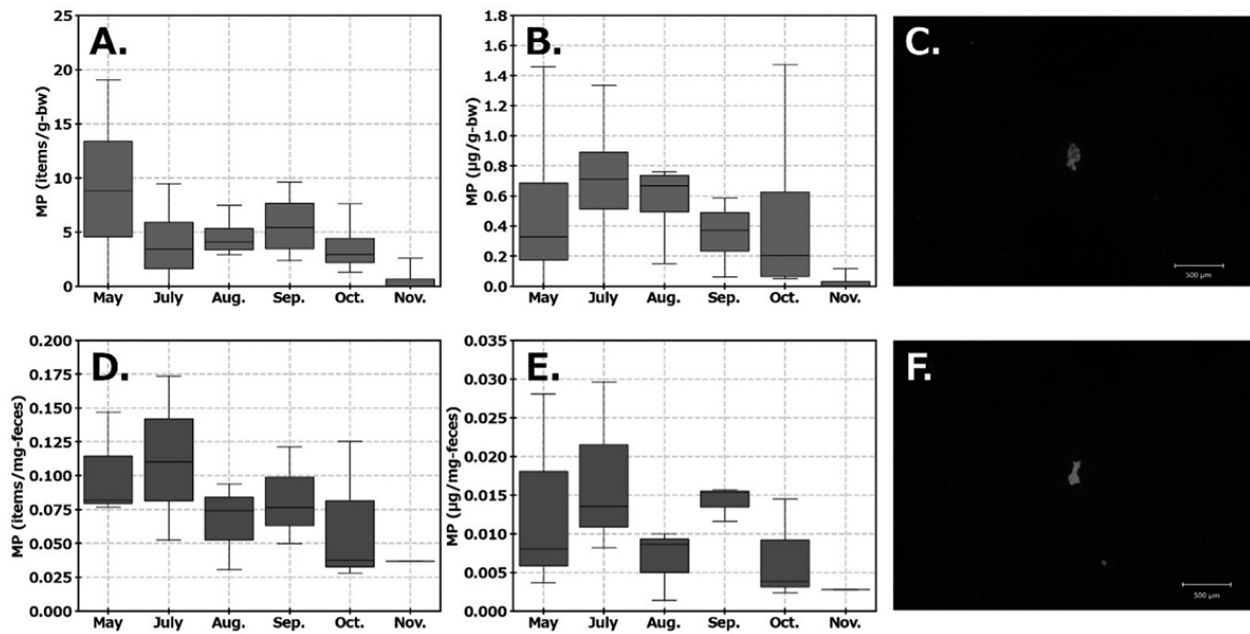 A.
MP (items/g-bw)
25
20
15
10
5
0
May July Aug. Sep. Oct. Nov.
B.
MP (µg/g-bw)
1.8
1.6
1.4
1.2
1.0
0.8
0.6
0.4
0.2
0.0
May July Aug. Sep. Oct. Nov.
C.
500 µm
D.
MP (items/mg-feces)
0.200
0.175
0.150
0.125
0.100
0.075
0.050
0.025
0.000
May July Aug. Sep. Oct. Nov.
E.
MP (µg/mg-feces)
0.035
0.030
0.025
0.020
0.015
0.010
0.005
0.000
May July Aug. Sep. Oct. Nov.
F.
500 µm